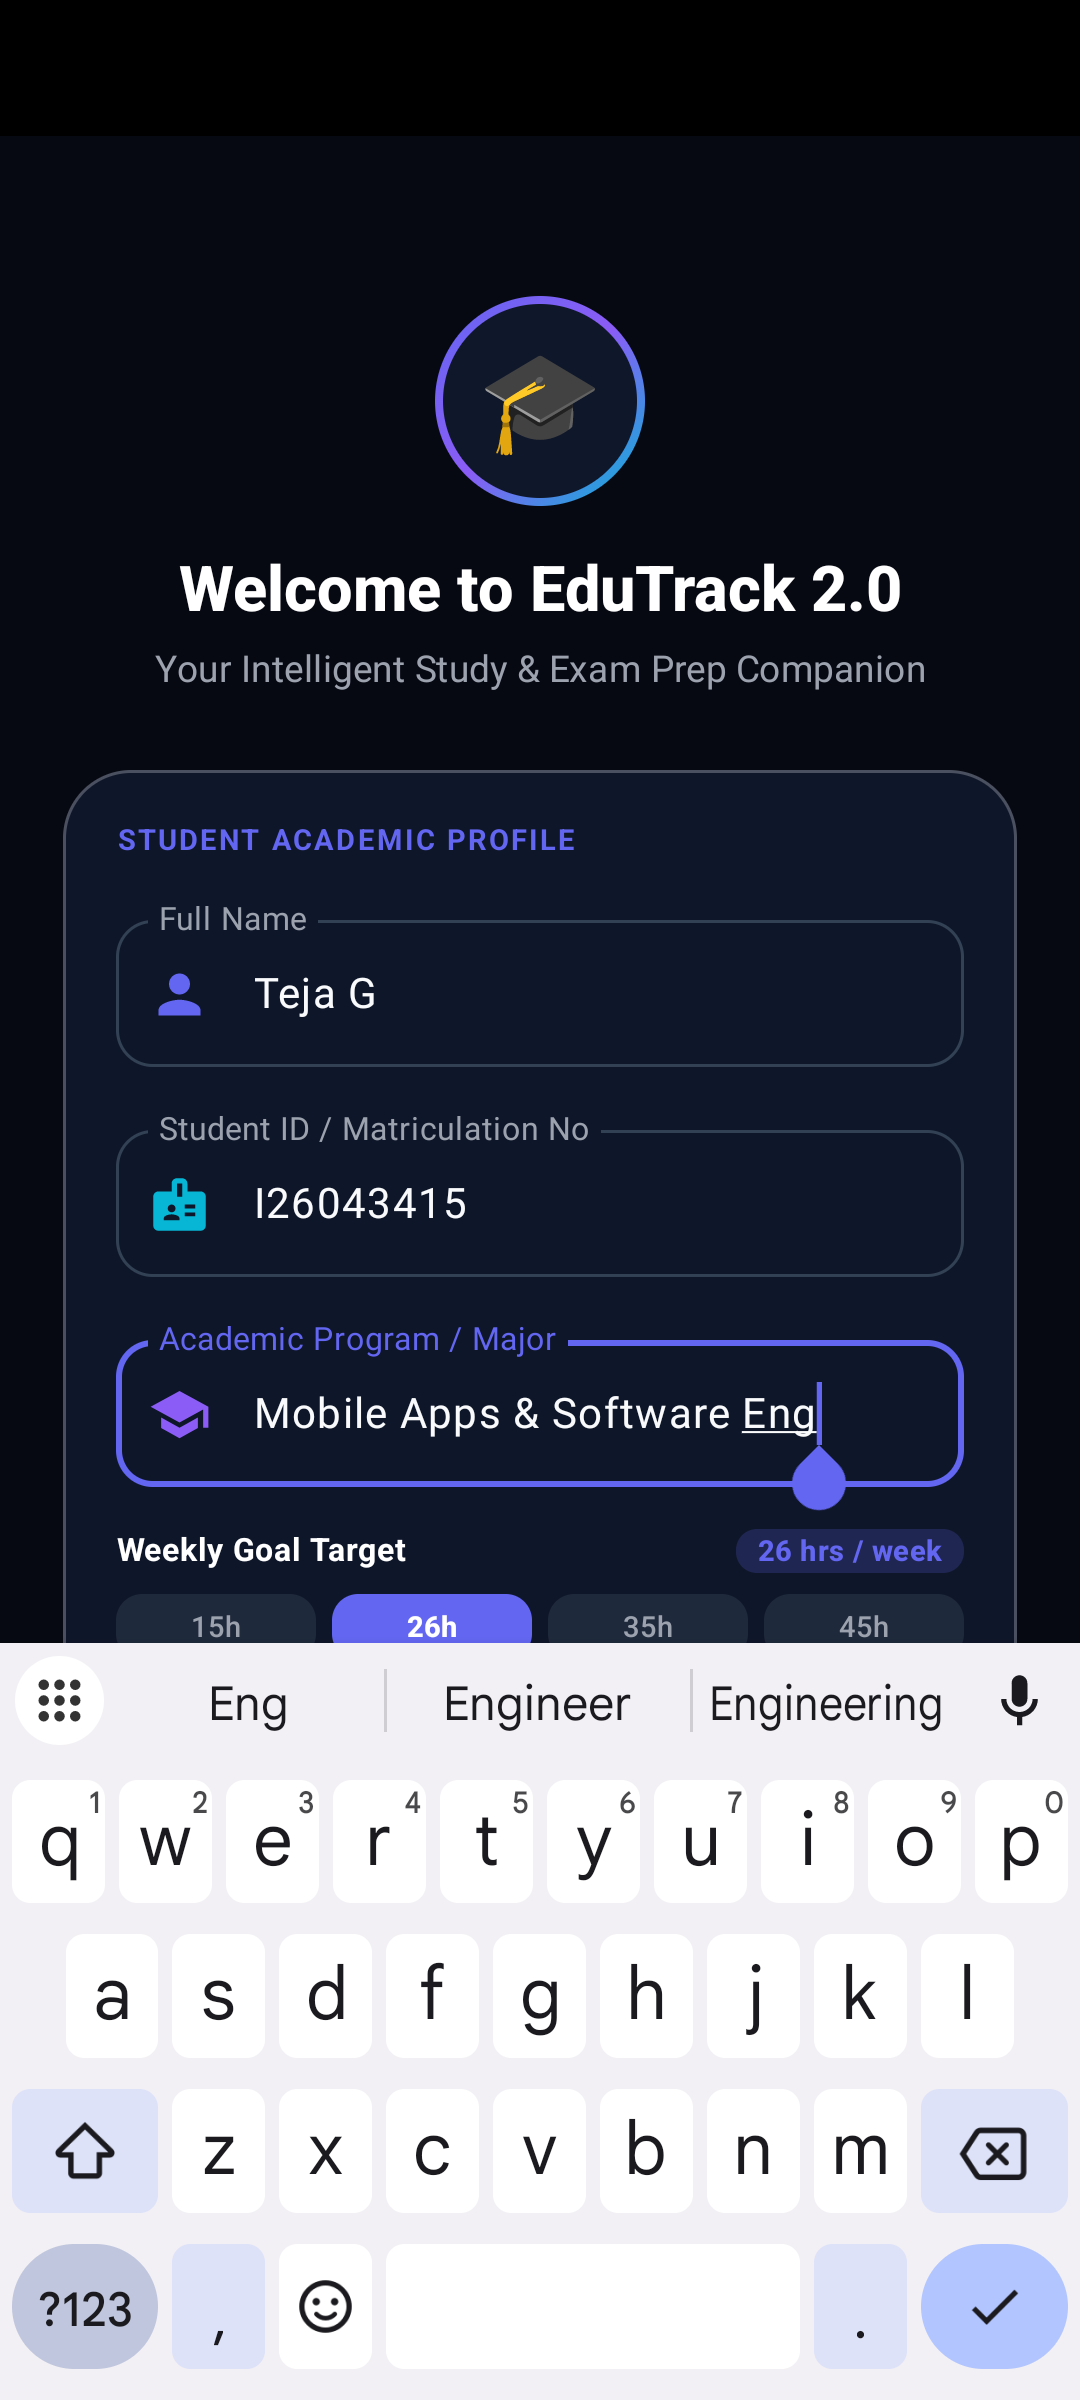 Welcome to EduTrack 2.0
Your Intelligent Study & Exam Prep Companion
STUDENT ACADEMIC PROFILE
Full Name
Teja G
Student ID / Matriculation No
I26043415
Academic Program / Major
Mobile Apps & Software Eng
Weekly Goal Target 26 hrs / week
15h 26h 35h 45h
Eng Engineer Engineering
1 2 3 4 5 6 7 8 9 0
q w e r t y u i o p
a s d f g h j k l
z x c v b n m
?123 , .